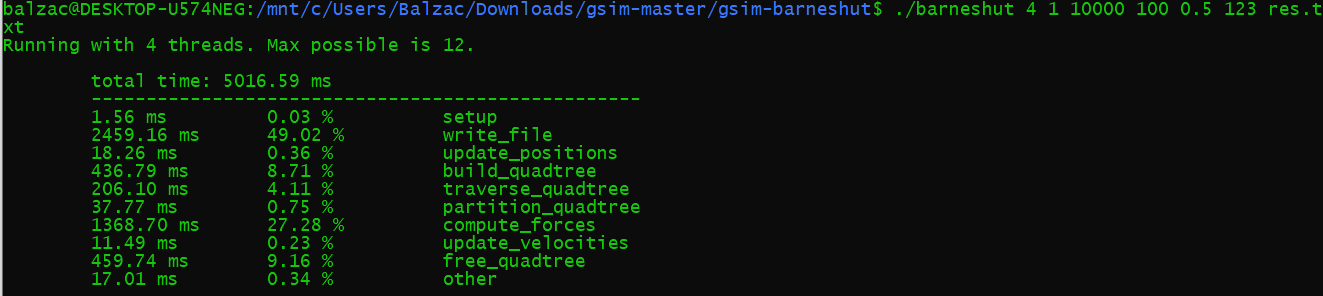 balzac@DESKTOP-U574NEG:/mnt/c/Users/Balzac/Downloads/gsim-master/gsim-barneshut$ ./barneshut 4 1 10000 100 0.5 123 res.t
xt
Running with 4 threads. Max possible is 12.
total time: 5016.59 ms
--------------------------------------------------
1.56 ms 0.03 % setup
2459.16 ms 49.02 % write_file
18.26 ms 0.36 % update_positions
436.79 ms 8.71 % build_quadtree
206.10 ms 4.11 % traverse_quadtree
37.77 ms 0.75 % partition_quadtree
1368.70 ms 27.28 % compute_forces
11.49 ms 0.23 % update_velocities
459.74 ms 9.16 % free_quadtree
17.01 ms 0.34 % other